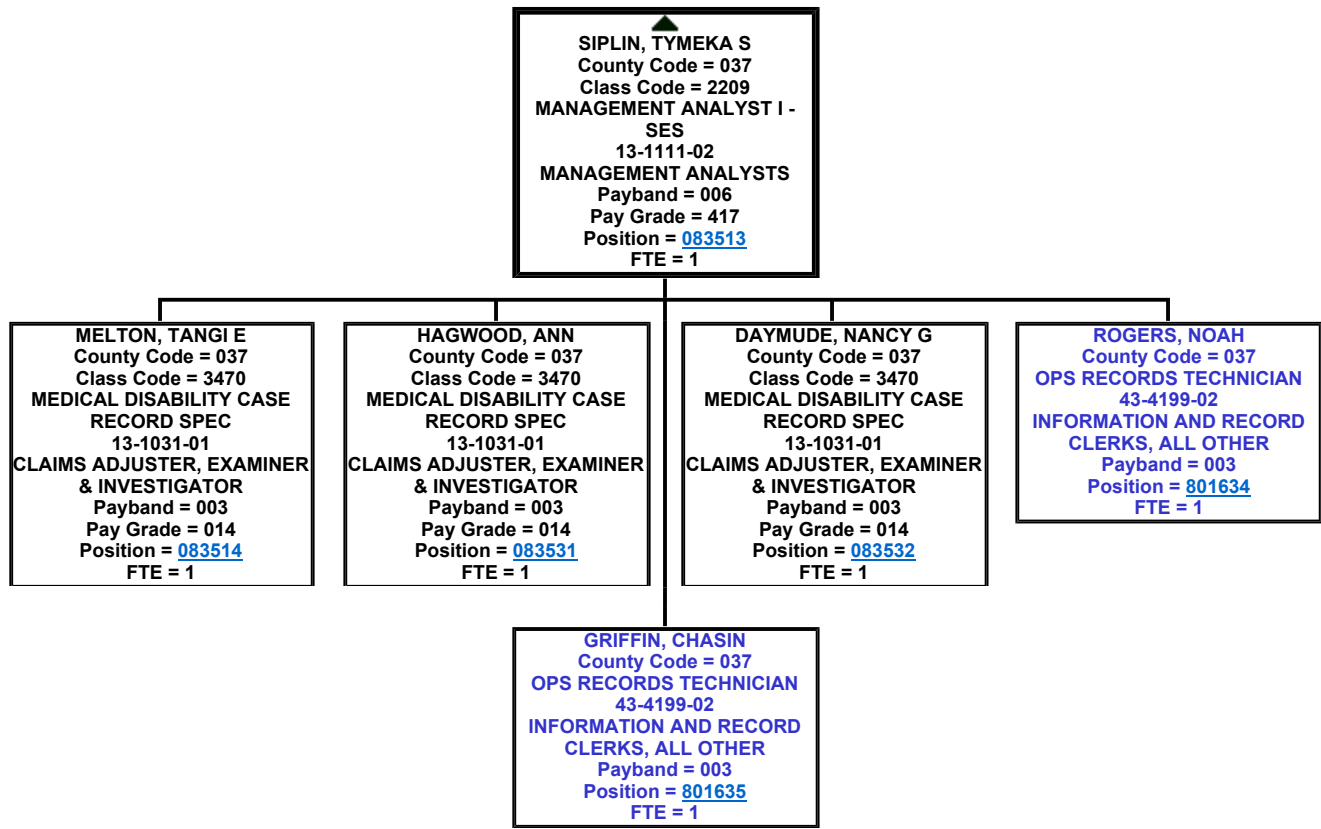 SIPLIN, TYMEKA S
County Code = 037
Class Code = 2209
MANAGEMENT ANALYST I -
SES
13-1111-02
MANAGEMENT ANALYSTS
Payband = 006
Pay Grade = 417
Position = 083513
FTE = 1
MELTON, TANGI E
County Code = 037
Class Code = 3470
MEDICAL DISABILITY CASE
RECORD SPEC
13-1031-01
CLAIMS ADJUSTER, EXAMINER
& INVESTIGATOR
Payband = 003
Pay Grade = 014
Position = 083514
FTE = 1
HAGWOOD, ANN
County Code = 037
Class Code = 3470
MEDICAL DISABILITY CASE
RECORD SPEC
13-1031-01
CLAIMS ADJUSTER, EXAMINER
& INVESTIGATOR
Payband = 003
Pay Grade = 014
Position = 083531
FTE = 1
DAYMUDE, NANCY G
County Code = 037
Class Code = 3470
MEDICAL DISABILITY CASE
RECORD SPEC
13-1031-01
CLAIMS ADJUSTER, EXAMINER
& INVESTIGATOR
Payband = 003
Pay Grade = 014
Position = 083532
FTE = 1
ROGERS, NOAH
County Code = 037
OPS RECORDS TECHNICIAN
43-4199-02
INFORMATION AND RECORD
CLERKS, ALL OTHER
Payband = 003
Position = 801634
FTE = 1
GRIFFIN, CHASIN
County Code = 037
OPS RECORDS TECHNICIAN
43-4199-02
INFORMATION AND RECORD
CLERKS, ALL OTHER
Payband = 003
Position = 801635
FTE = 1